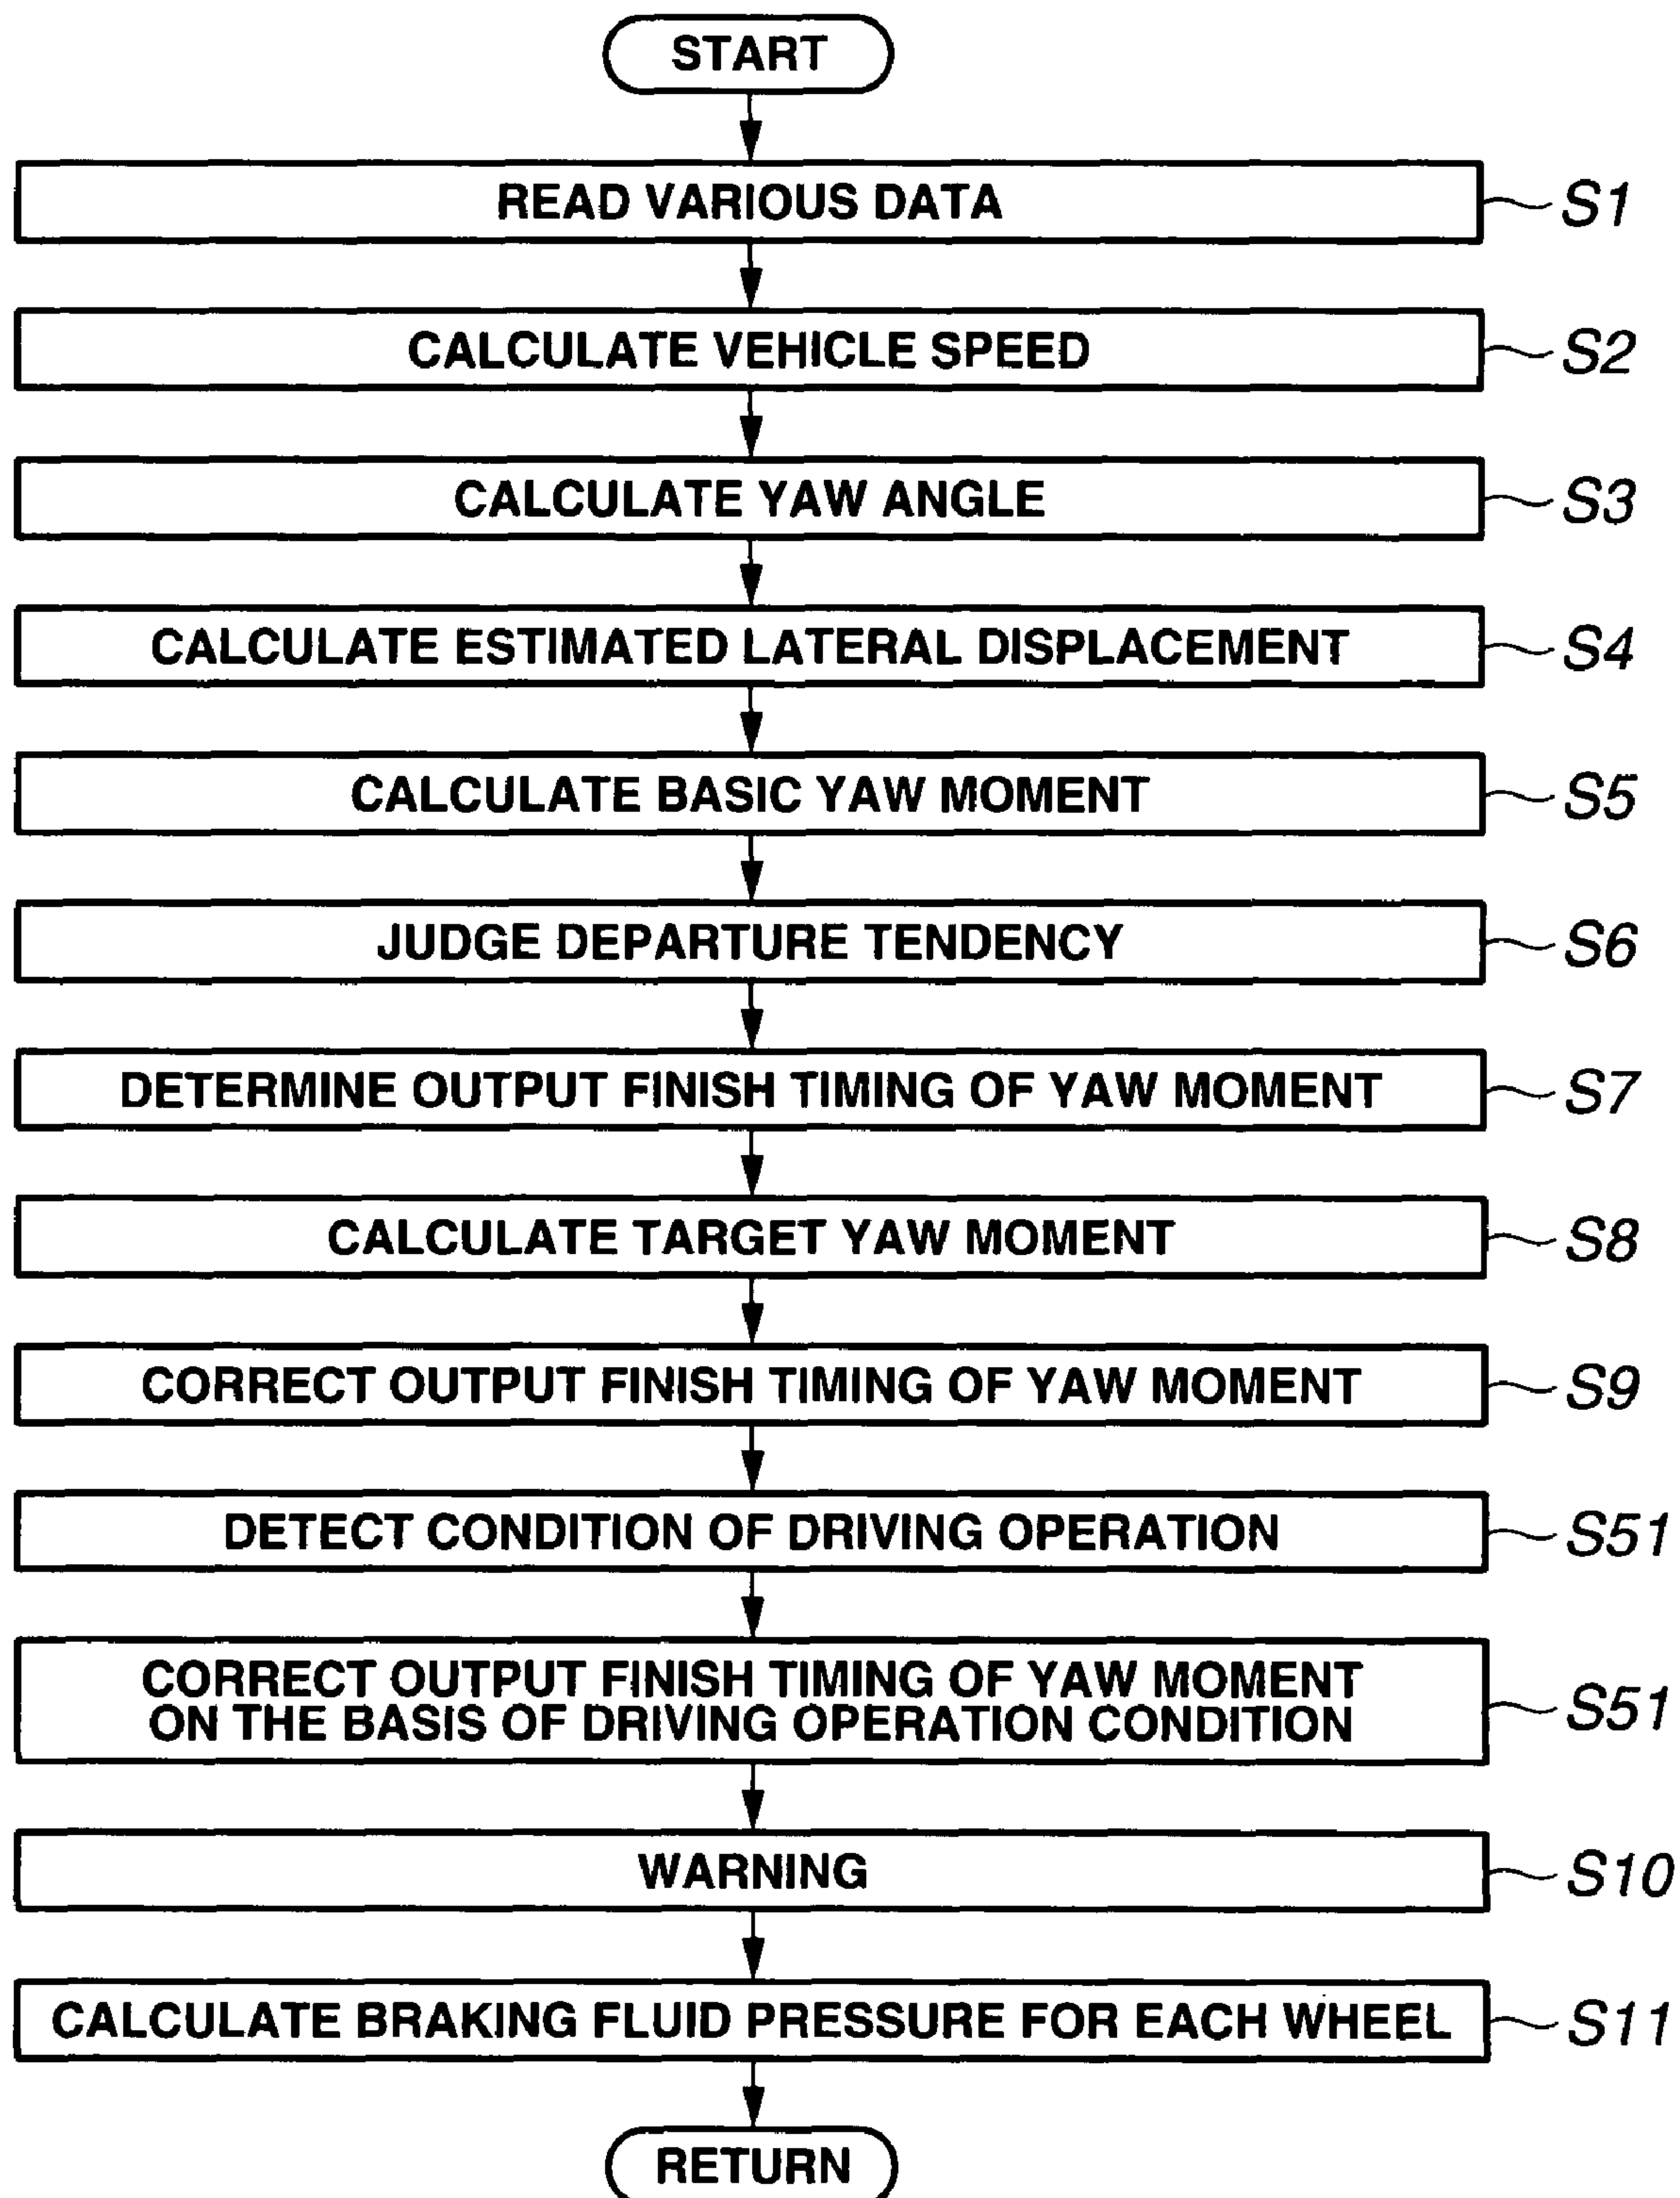 START
READ VARIOUS DATA
S1
CALCULATE VEHICLE SPEED
S2
CALCULATE YAW ANGLE
S3
CALCULATE ESTIMATED LATERAL DISPLACEMENT
S4
CALCULATE BASIC YAW MOMENT
S5
JUDGE DEPARTURE TENDENCY
S6
DETERMINE OUTPUT FINISH TIMING OF YAW MOMENT
S7
CALCULATE TARGET YAW MOMENT
S8
CORRECT OUTPUT FINISH TIMING OF YAW MOMENT
S9
DETECT CONDITION OF DRIVING OPERATION
S51
CORRECT OUTPUT FINISH TIMING OF YAW MOMENT
ON THE BASIS OF DRIVING OPERATION CONDITION
S51
WARNING
S10
CALCULATE BRAKING FLUID PRESSURE FOR EACH WHEEL
S11
RETURN